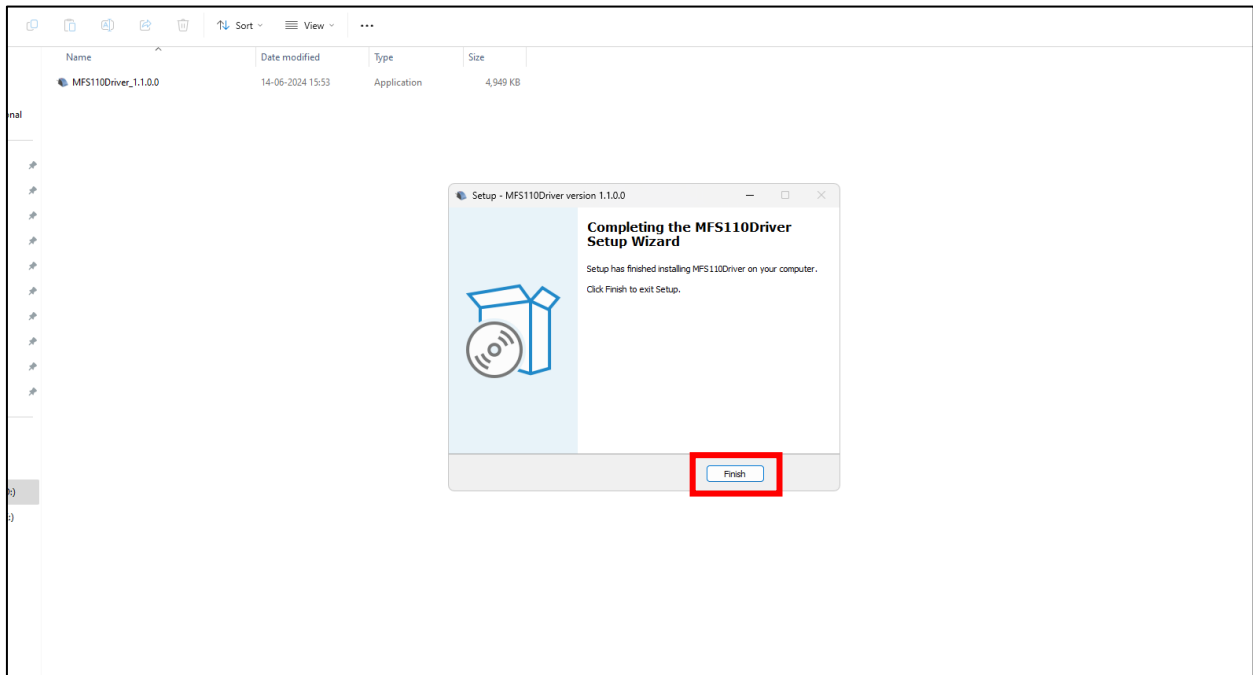 Sort View
Name Date modified Type Size
MFS110Driver_1.1.0.0 14-06-2024 15:53 Application 4,949 KB
onal
Setup - MFS110Driver version 1.1.0.0
Completing the MFS110Driver
Setup Wizard
Setup has finished installing MFS110Driver on your computer.
Click Finish to exit Setup.
Finish
:)